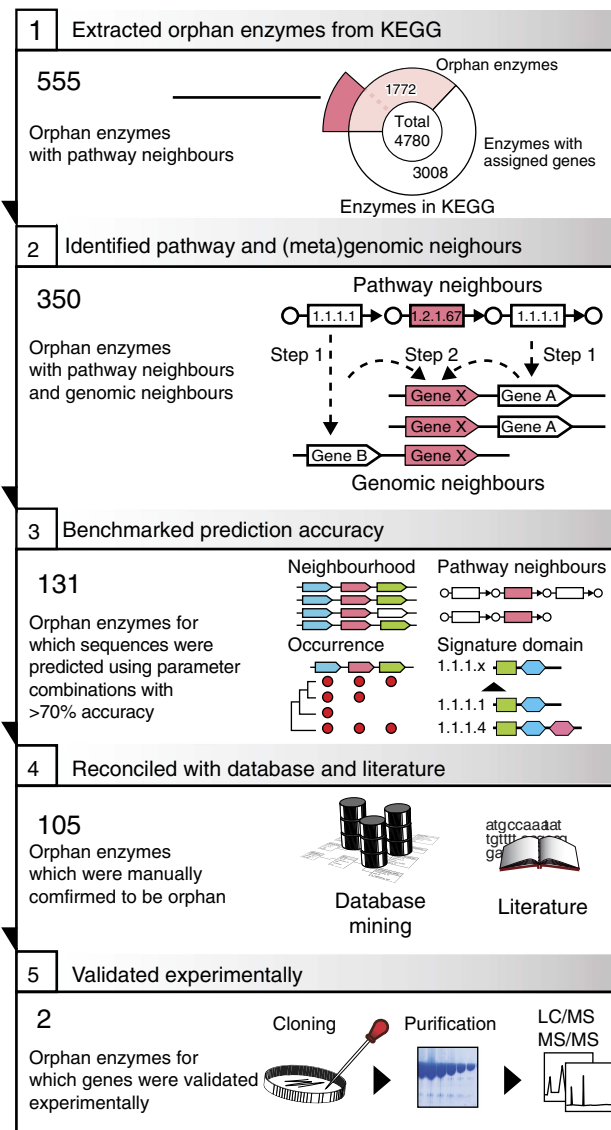 1 Extracted orphan enzymes from KEGG
555
Orphan enzymes
with pathway neighbours
Orphan enzymes
1772
Total
4780
Enzymes with
assigned genes
3008
Enzymes in KEGG
2 Identified pathway and (meta)genomic neighours
350
Orphan enzymes
with pathway neighbours
and genomic neighbours
Pathway neighbours
1.1.1.1 1.2.1.67 1.1.1.1
Step 1 Step 2 Step 1
Gene X Gene A
Gene X Gene A
Gene B Gene X
Genomic neighbours
3 Benchmarked prediction accuracy
131
Orphan enzymes for
which sequences were
predicted using parameter
combinations with
>70% accuracy
Neighbourhood Pathway neighbours
Occurrence Signature domain
1.1.1.x
1.1.1.1
1.1.1.4
4 Reconciled with database and literature
105
Orphan enzymes
which were manually
comfirmed to be orphan
Database
mining
atgccaaaat
tgttt
ga
Literature
5 Validated experimentally
2
Orphan enzymes for
which genes were validated
experimentally
Cloning Purification LC/MS
MS/MS